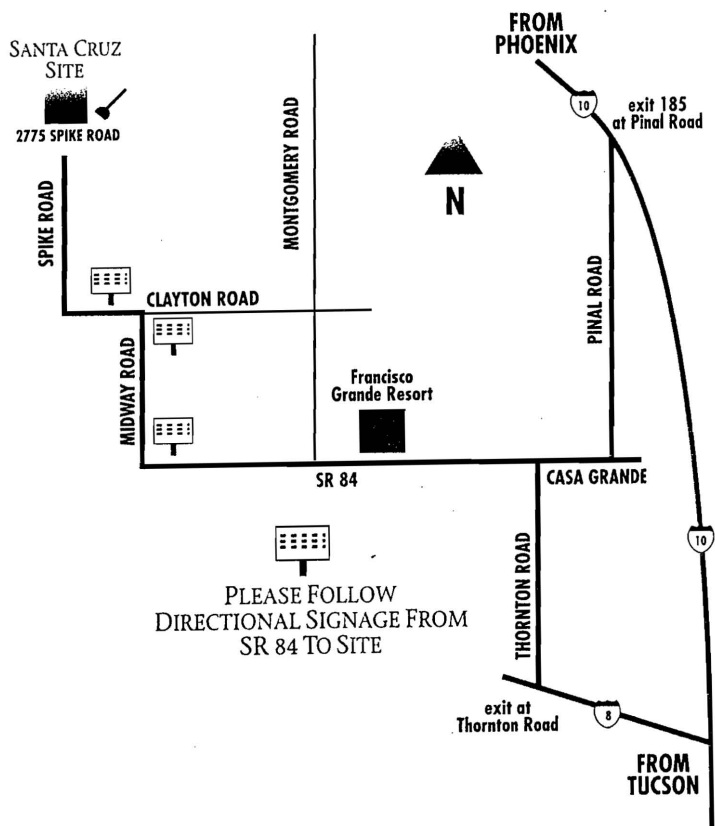 FROM
PHOENIX
SANTA CRUZ
SITE
10
exit 185
at Pinal Road
2775 SPIKE ROAD
MONTGOMERY ROAD
N
SPIKE ROAD
PINAL ROAD
CLAYTON ROAD
MIDWAY ROAD
Francisco
Grande Resort
SR 84
CASA GRANDE
10
PLEASE FOLLOW
DIRECTIONAL SIGNAGE FROM
SR 84 TO SITE
THORNTON ROAD
exit at
Thornton Road
8
FROM
TUCSON